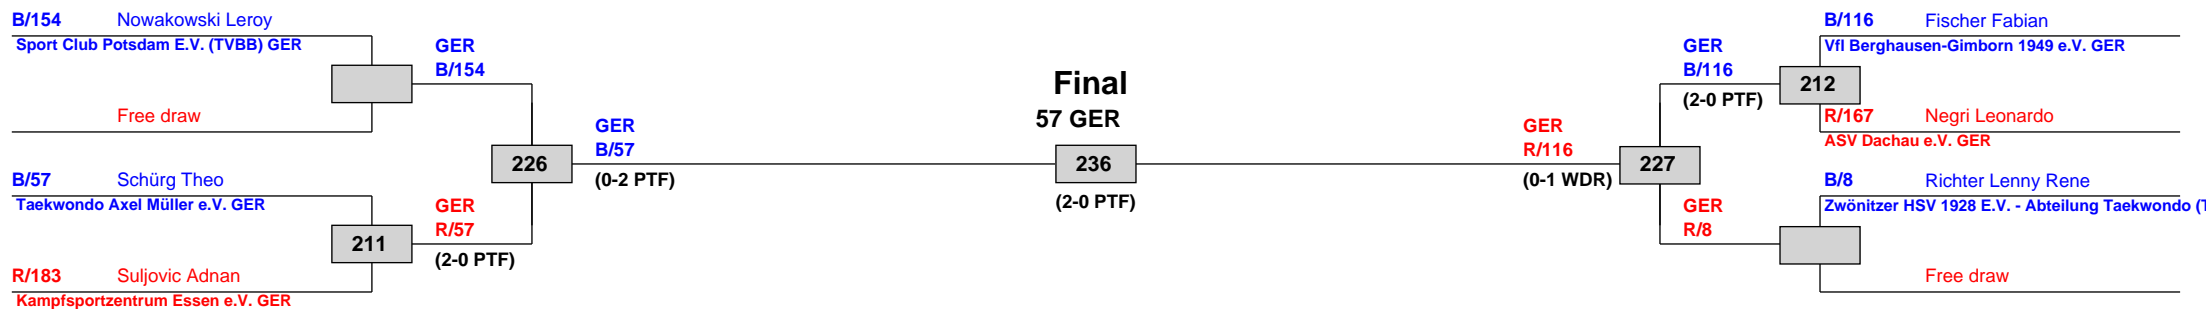 B/154 Nowakowski Leroy
Sport Club Potsdam E.V. (TVBB) GER
GER
B/154
Free draw
B/57 Schürg Theo
Taekwondo Axel Müller e.V. GER
211
GER
R/57
(2-0 PTF)
R/183 Suljovic Adnan
Kampfsportzentrum Essen e.V. GER
226
GER
B/57
(0-2 PTF)
Final
57 GER
236
(2-0 PTF)
GER
R/116
(0-1 WDR)
227
GER
B/116
(2-0 PTF)
212
GER
R/8
B/116 Fischer Fabian
Vfl Berghausen-Gimborn 1949 e.V. GER
R/167 Negri Leonardo
ASV Dachau e.V. GER
B/8 Richter Lenny Rene
Zwönitzer HSV 1928 E.V. - Abteilung Taekwondo (T
Free draw